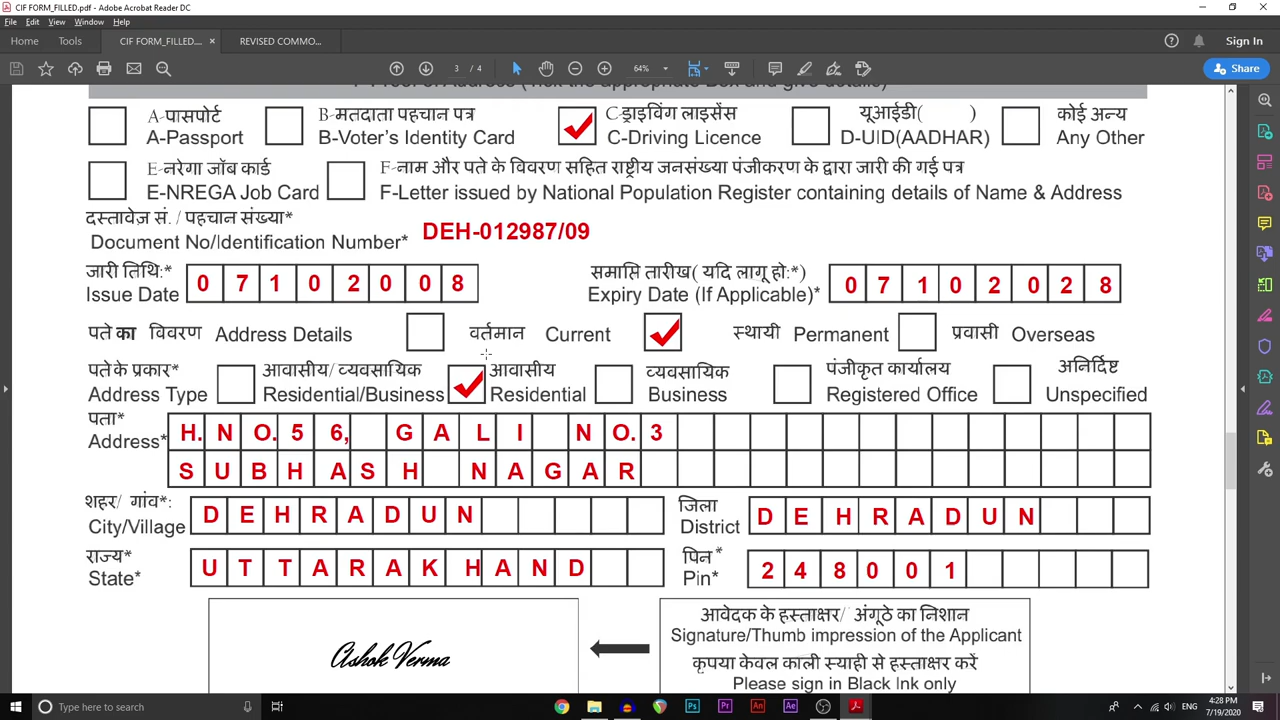 CIF FORM_FILLED.pdf - Adobe Acrobat Reader DC
File Edit View Window Help
Home Tools CIF FORM_FILLED.... × REVISED COMMO... Sign In
3 / 4 64% Share
A-पासपोर्ट B-मतदाता पहचान पत्र C-ड्राइविंग लाइसेंस यूआईडी( ) कोई अन्य
A-Passport B-Voter's Identity Card C-Driving Licence D-UID(AADHAR) Any Other
E-नरेगा जॉब कार्ड F-नाम और पते के विवरण सहित राष्ट्रीय जनसंख्या पंजीकरण के द्वारा जारी की गई पत्र
E-NREGA Job Card F-Letter issued by National Population Register containing details of Name & Address
दस्तावेज़ सं. / पहचान संख्या*
Document No/Identification Number* DEH-012987/09
जारी तिथि:* समाप्ति तारीख( यदि लागू हो:*)
Issue Date 0 7 1 0 2 0 0 8 Expiry Date (If Applicable)* 0 7 1 0 2 0 2 8
पते का विवरण Address Details वर्तमान Current स्थायी Permanent प्रवासी Overseas
पते के प्रकार* आवासीय/ व्यवसायिक आवासीय व्यवसायिक पंजीकृत कार्यालय अनिर्दिष्ट
Address Type Residential/Business Residential Business Registered Office Unspecified
पता*
Address* H. N O. 5 6, G A L I N O. 3
S U B H A S H N A G A R
शहर/ गांव*: जिला
City/Village D E H R A D U N District D E H R A D U N
राज्य* पिन*
State* U T T A R A K H A N D Pin* 2 4 8 0 0 1
आवेदक के हस्ताक्षर/ अंगूठे का निशान
Signature/Thumb impression of the Applicant
Ashok Verma
कृपया केवल काली स्याही से हस्ताक्षर करें
Please sign in Black Ink only
Type here to search
ENG 4:28 PM
7/19/2020